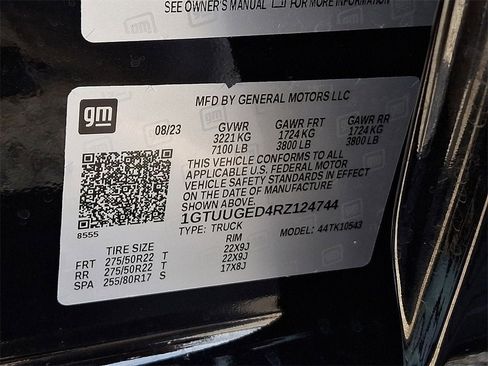 SEE OWNER'S MANUAL FOR MORE INFORMATION
gm
MFD BY GENERAL MOTORS LLC
08/23 GVWR GAWR FRT GAWR RR
3221 KG 1724 KG 1724 KG
7100 LB 3800 LB 3800 LB
THIS VEHICLE CONFORMS TO ALL
APPLICABLE U.S. FEDERAL MOTOR
VEHICLE SAFETY STANDARDS IN EFFECT
ON THE DATE OF MANUFACTURE
SHOWN ABOVE.
1GTUUGED4RZ124744
8555
TYPE: TRUCK MODEL: 44TK10543
TIRE SIZE RIM
FRT 275/50R22 T 22X9J
RR 275/50R22 T 22X9J
SPA 255/80R17 S 17X8J